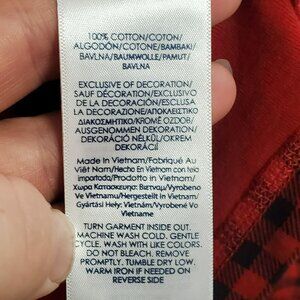 100% COTTON/COTON/
ALGODÓN/COTONE/BAMBAKI/
BAVLNA/BAUMWOLLE/PAMUT/
BAVLNA
EXCLUSIVE OF DECORATION/
SAUF DÉCORATION/EXCLUSIVO
DE LA DECORACIÓN/ESCLUSA
LA DECORAZIONE/ΑΠΟΚΛΕΙΣΤΙΚΟ
ΔΙΑΚΟΣΜΗΤΙΚΟ/KROMĚ OZDOB/
AUSGENOMMEN DEKORATION/
DEKORÁCIÓ NÉLKÜL/OKREM
DEKORÁCIÍ
Made In Vietnam/Fabriqué Au
Viêt Nam/Hecho En Vietnam
importado/Prodotto in Vietnam/
Χωρα Κατασκευησ: Βιετναμ/Vyrobeno
Ve Vietnamu/Hergestellt in Vietnam/
Gyártási Hely: Vietnám/Vyrobené Vo
Vietname
TURN GARMENT INSIDE OUT.
MACHINE WASH COLD. GENTLE
CYCLE. WASH WITH LIKE COLORS.
DO NOT BLEACH. REMOVE
PROMPTLY. TUMBLE DRY LOW.
WARM IRON IF NEEDED ON
REVERSE SIDE